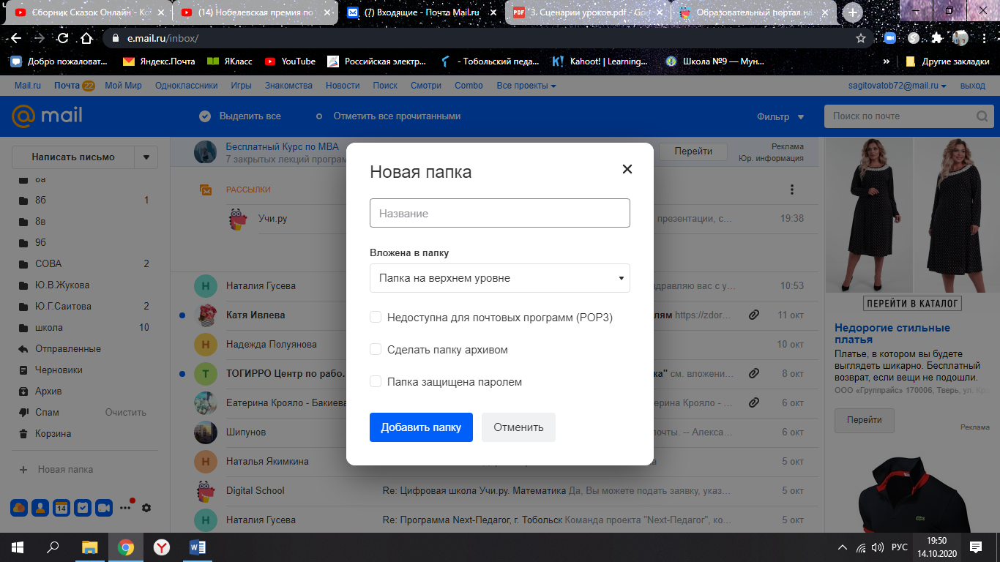 Сборник Сказок Онлайн - Ко
(14) Нобелевская премия по
(7) Входящие - Почта Mail.ru
"3. Сценарии уроков.pdf - Go
Образовательный портал на
e.mail.ru/inbox/
Добро пожаловат...
Яндекс.Почта
ЯКласс
YouTube
Российская электр...
- Тобольский педа...
Kahoot! | Learning...
Школа №9 — Мун...
»
Другие закладки
Mail.ru
Почта 22
Мой Мир
Одноклассники
Игры
Знакомства
Новости
Поиск
Смотри
Combo
Все проекты
sagitovatob72@mail.ru
выход
@mail
Выделить все
Отметить все прочитанными
Фильтр
Поиск по почте
Написать письмо
8б 1
8в
9б
СОВА 2
Ю.В.Жукова
Ю.Г.Саитова 2
школа 10
Отправленные
Черновики
Архив
Спам Очистить
Корзина
+ Новая папка
14
Бесплатный Курс по MBA
7 закрытых лекций програм
Перейти
Реклама
Юр. информация
РАССЫЛКИ
Учи.ру презентации, с... 19:38
Н Наталия Гусева здравляю вас с у... 10:53
Катя Ивлева лям https://zdor... 11 окт
Н Надежда Полуянова 10 окт
Т ТОГИРРО Центр по рабо. ка" см. вложени... 8 окт
Еатерина Крояло - Бакиева терина Крояло - ... 6 окт
Шипунов почты. -- Алекса... 6 окт
Н Наталья Якимкина 5 окт
Digital School Re: Цифровая школа Учи.ру. Математика Да, Вы можете подать заявку, указ... 5 окт
Н Наталия Гусева Re: Программа Next-Педагог, г. Тобольск Команда проекта "Next-Педагог", ко... 5 окт
Новая папка
Название
Вложена в папку
Папка на верхнем уровне
Недоступна для почтовых программ (POP3)
Сделать папку архивом
Папка защищена паролем
Добавить папку
Отменить
ПЕРЕЙТИ В КАТАЛОГ
Недорогие стильные
платья
Платье, в котором вы будете
выглядеть шикарно. Бесплатный
возврат, если вещи не подошли.
ООО «Группрайс» 170006, Тверь, ул. Кра
Перейти
Реклама
РУС
19:50
14.10.2020